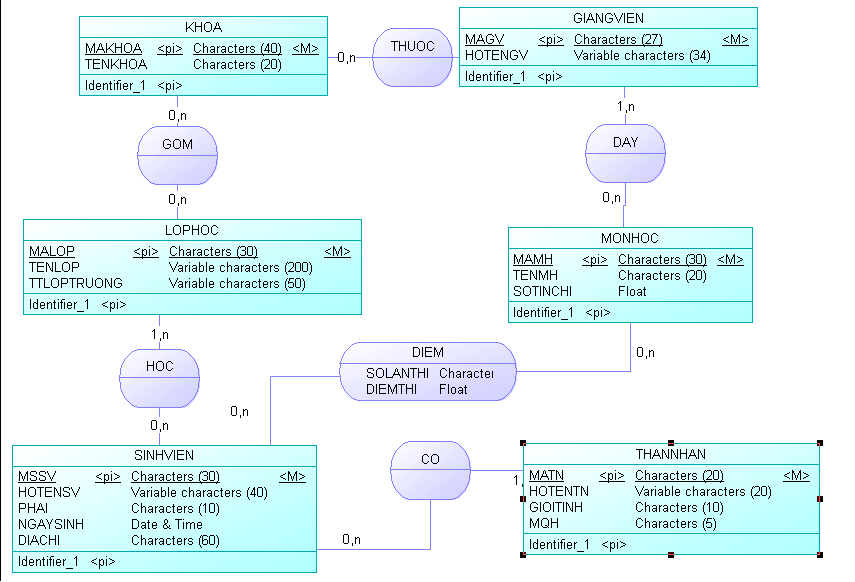 KHOA
MAKHOA <pi> Characters (40) <M>
TENKHOA Characters (20)
Identifier_1 <pi>
0,n
THUOC
GIANGVIEN
MAGV <pi> Characters (27) <M>
HOTENGV Variable characters (34)
Identifier_1 <pi>
0,n
GOM
0,n
1,n
DAY
0,n
LOPHOC
MALOP <pi> Characters (30) <M>
TENLOP Variable characters (200)
TTLOPTRUONG Variable characters (50)
Identifier_1 <pi>
MONHOC
MAMH <pi> Characters (30) <M>
TENMH Characters (20)
SOTINCHI Float
Identifier_1 <pi>
1,n
HOC
0,n
DIEM
SOLANTHI Character
DIEMTHI Float
0,n
0,n
SINHVIEN
MSSV <pi> Characters (30) <M>
HOTENSV Variable characters (40)
PHAI Characters (10)
NGAYSINH Date & Time
DIACHI Characters (60)
Identifier_1 <pi>
CO
0,n
1,
THANNHAN
MATN <pi> Characters (20) <M>
HOTENTN Variable characters (20)
GIOITINH Characters (10)
MQH Characters (5)
Identifier_1 <pi>